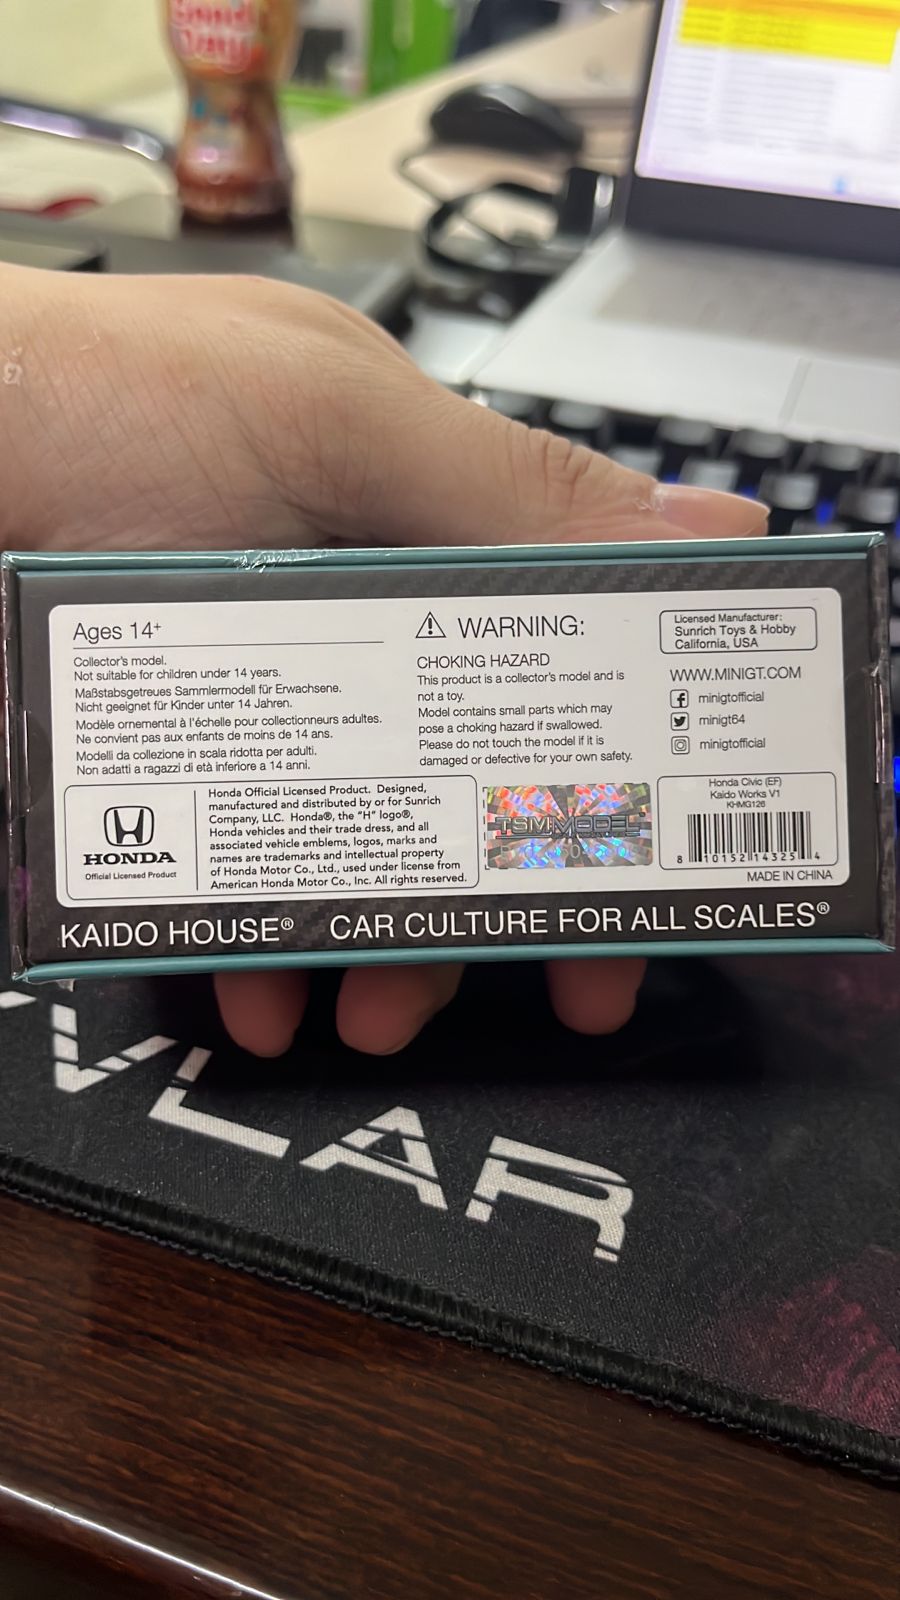 Good
Day
Ages 14+
Collector's model.
Not suitable for children under 14 years.
Maßstabsgetreues Sammlermodell für Erwachsene.
Nicht geeignet für Kinder unter 14 Jahren.
Modèle ornemental à l'échelle pour collectionneurs adultes.
Ne convient pas aux enfants de moins de 14 ans.
Modelli da collezione in scala ridotta per adulti.
Non adatti a ragazzi di età inferiore a 14 anni.
WARNING:
CHOKING HAZARD
This product is a collector's model and is
not a toy.
Model contains small parts which may
pose a choking hazard if swallowed.
Please do not touch the model if it is
damaged or defective for your own safety.
Licensed Manufacturer:
Sunrich Toys & Hobby
California, USA
WWW.MINIGT.COM
minigtofficial
minigt64
minigtofficial
HONDA
Official Licensed Product
Honda Official Licensed Product. Designed,
manufactured and distributed by or for Sunrich
Company, LLC. Honda®, the "H" logo®,
Honda vehicles and their trade dress, and all
associated vehicle emblems, logos, marks and
names are trademarks and intellectual property
of Honda Motor Co., Ltd., used under license from
American Honda Motor Co., Inc. All rights reserved.
TSM MODEL
Honda Civic (EF)
Kaido Works V1
KHMG126
8 10152 14325 4
MADE IN CHINA
KAIDO HOUSE® CAR CULTURE FOR ALL SCALES®
VLAR